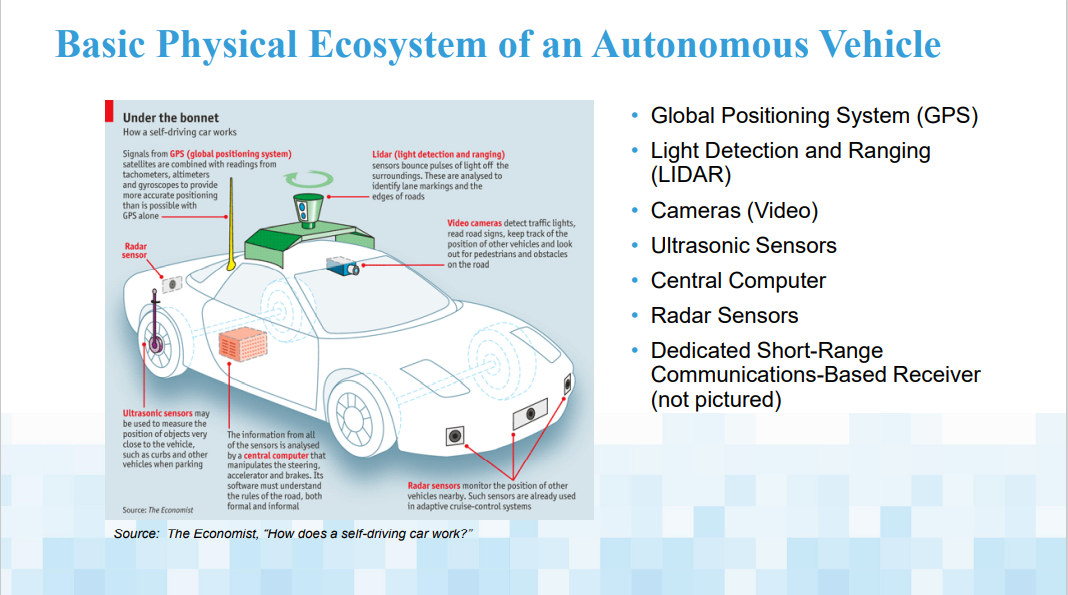 Basic Physical Ecosystem of an Autonomous Vehicle
Under the bonnet
How a self-driving car works
Signals from GPS (global positioning system)
satellites are combined with readings from
tachometers, altimeters
and gyroscopes to provide
more accurate positioning
than is possible with
GPS alone
Lidar (light detection and ranging)
sensors bounce pulses of light off the
surroundings. These are analysed to
identify lane markings and the
edges of roads
Video cameras detect traffic lights,
read road signs, keep track of the
position of other vehicles and look
out for pedestrians and obstacles
on the road
Radar
sensor
Ultrasonic sensors may
be used to measure the
position of objects very
close to the vehicle,
such as curbs and other
vehicles when parking
The information from all
of the sensors is analysed
by a central computer that
manipulates the steering,
accelerator and brakes. Its
software must understand
the rules of the road, both
formal and informal
Radar sensors monitor the position of other
vehicles nearby. Such sensors are already used
in adaptive cruise-control systems
Source: The Economist
Source: The Economist, "How does a self-driving car work?"
• Global Positioning System (GPS)
• Light Detection and Ranging
(LIDAR)
• Cameras (Video)
• Ultrasonic Sensors
• Central Computer
• Radar Sensors
• Dedicated Short-Range
Communications-Based Receiver
(not pictured)